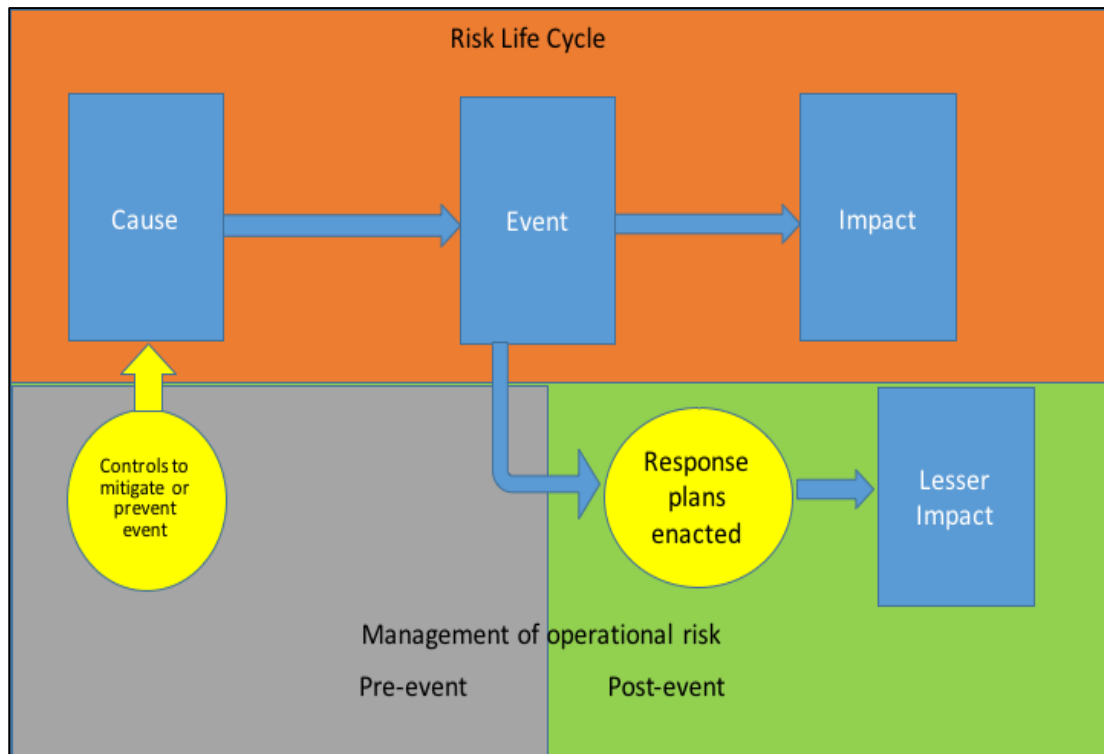 Risk Life Cycle
Cause
Event
Impact
Controls to
mitigate or
prevent
event
Response
plans
enacted
Lesser
Impact
Management of operational risk
Pre-event
Post-event